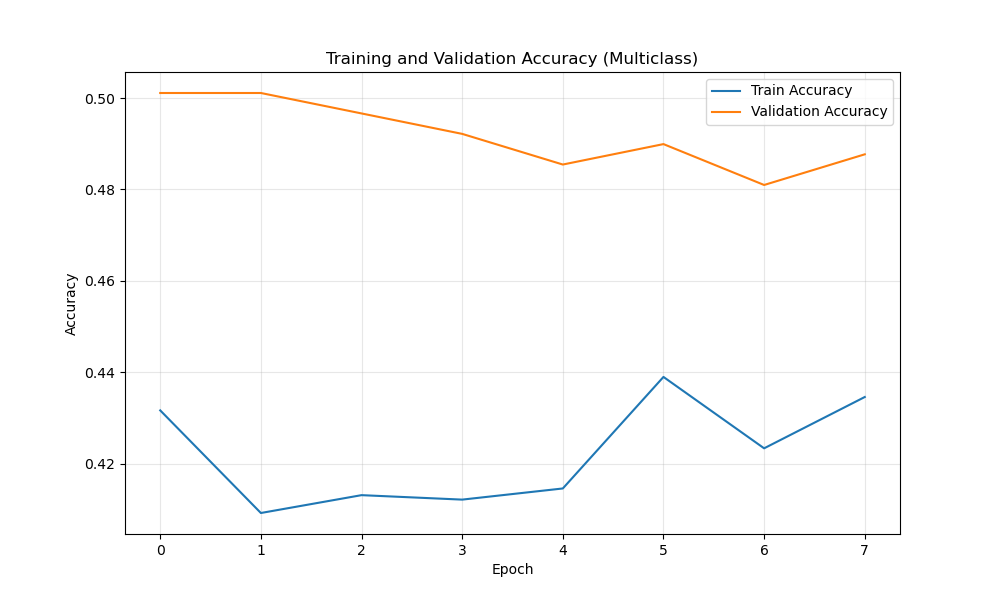 Training and Validation Accuracy (Multiclass)
Train Accuracy
Validation Accuracy
0.50
0.48
0.46
0.44
0.42
Accuracy
0 1 2 3 4 5 6 7
Epoch